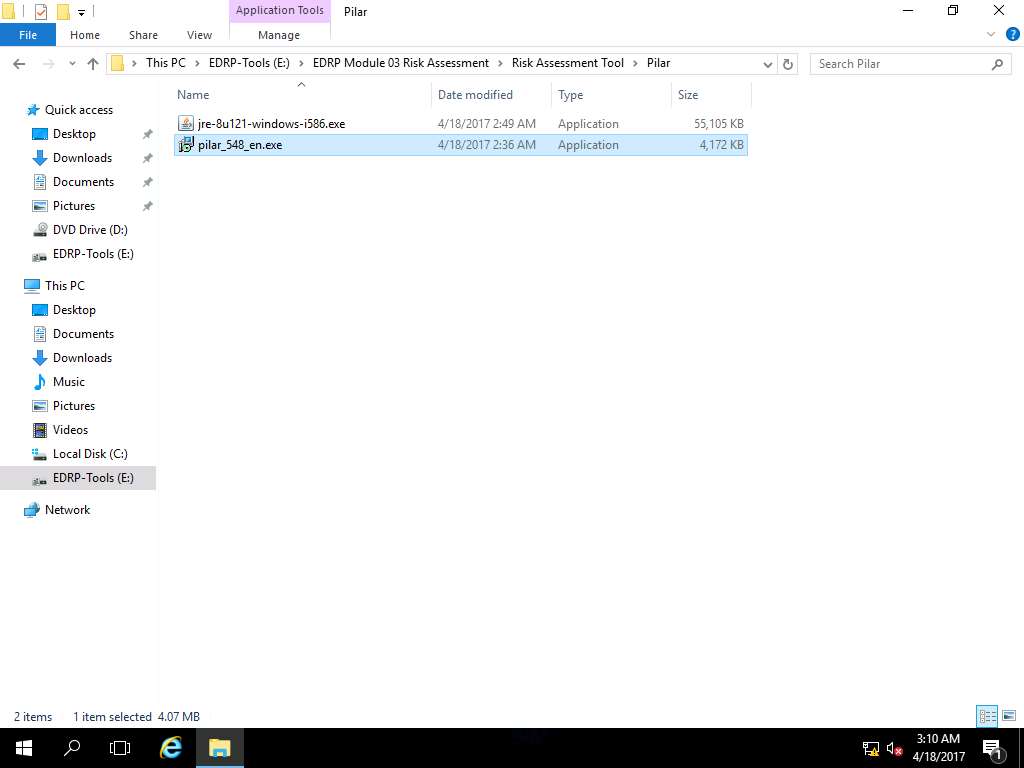 Application Tools
Pilar
File
Home
Share
View
Manage
This PC
EDRP-Tools (E:)
EDRP Module 03 Risk Assessment
Risk Assessment Tool
Pilar
Search Pilar
Name
Date modified
Type
Size
jre-8u121-windows-i586.exe
4/18/2017 2:49 AM
Application
55,105 KB
pilar_548_en.exe
4/18/2017 2:36 AM
Application
4,172 KB
Quick access
Desktop
Downloads
Documents
Pictures
DVD Drive (D:)
EDRP-Tools (E:)
This PC
Desktop
Documents
Downloads
Music
Pictures
Videos
Local Disk (C:)
EDRP-Tools (E:)
Network
2 items
1 item selected 4.07 MB
3:10 AM
4/18/2017
1